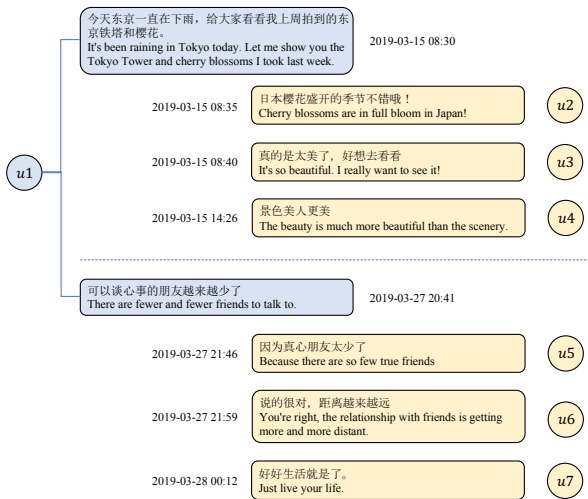 今天东京一直在下雨，给大家看看我上周拍到的东
京铁塔和樱花。
It's been raining in Tokyo today. Let me show you the
Tokyo Tower and cherry blossoms I took last week.
2019-03-15 08:30
2019-03-15 08:35
日本樱花盛开的季节不错哦！
Cherry blossoms are in full bloom in Japan!
u2
2019-03-15 08:40
真的是太美了，好想去看看
It's so beautiful. I really want to see it!
u3
u1
2019-03-15 14:26
景色美人更美
The beauty is much more beautiful than the scenery.
u4
可以谈心事的朋友越来越少了
There are fewer and fewer friends to talk to.
2019-03-27 20:41
2019-03-27 21:46
因为真心朋友太少了
Because there are so few true friends
u5
2019-03-27 21:59
说的很对，距离越来越远
You're right, the relationship with friends is getting
more and more distant.
u6
2019-03-28 00:12
好好生活就是了。
Just live your life.
u7